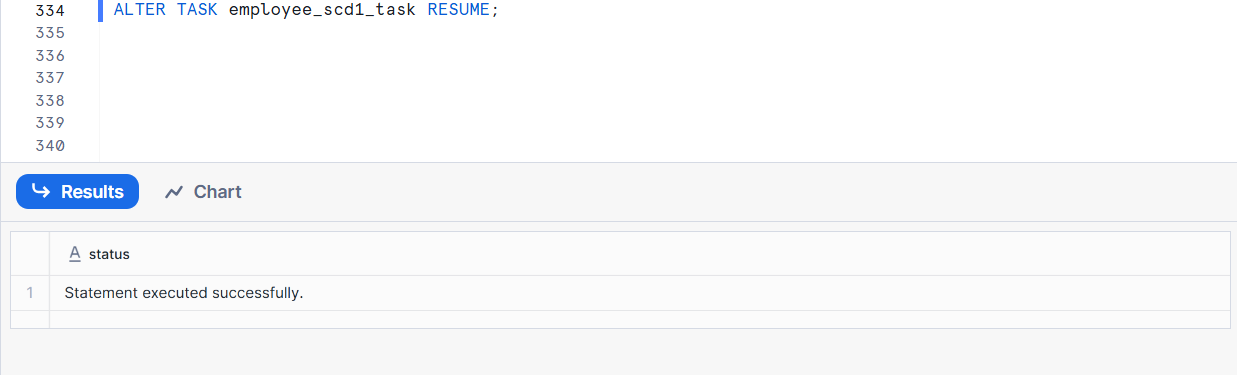 334 ALTER TASK employee_scd1_task RESUME;
335
336
337
338
339
340
Results Chart
A status
1 Statement executed successfully.